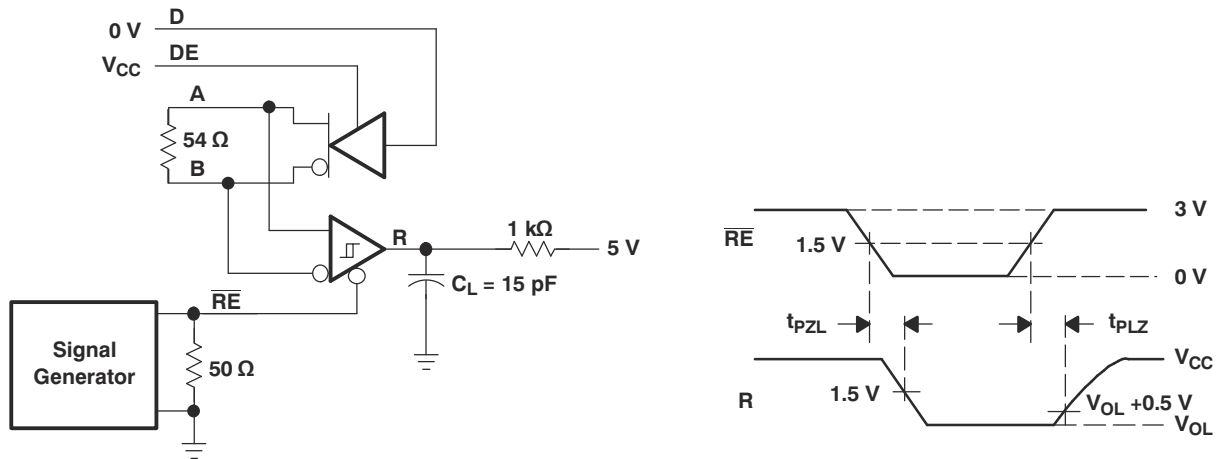 D
0 V
DE
VCC
A
54 Ω
B
R
1 kΩ
5 V
CL = 15 pF
RE
Signal
Generator
50 Ω
3 V
RE
1.5 V
0 V
tPZL
tPLZ
VCC
1.5 V
R
VOL +0.5 V
VOL